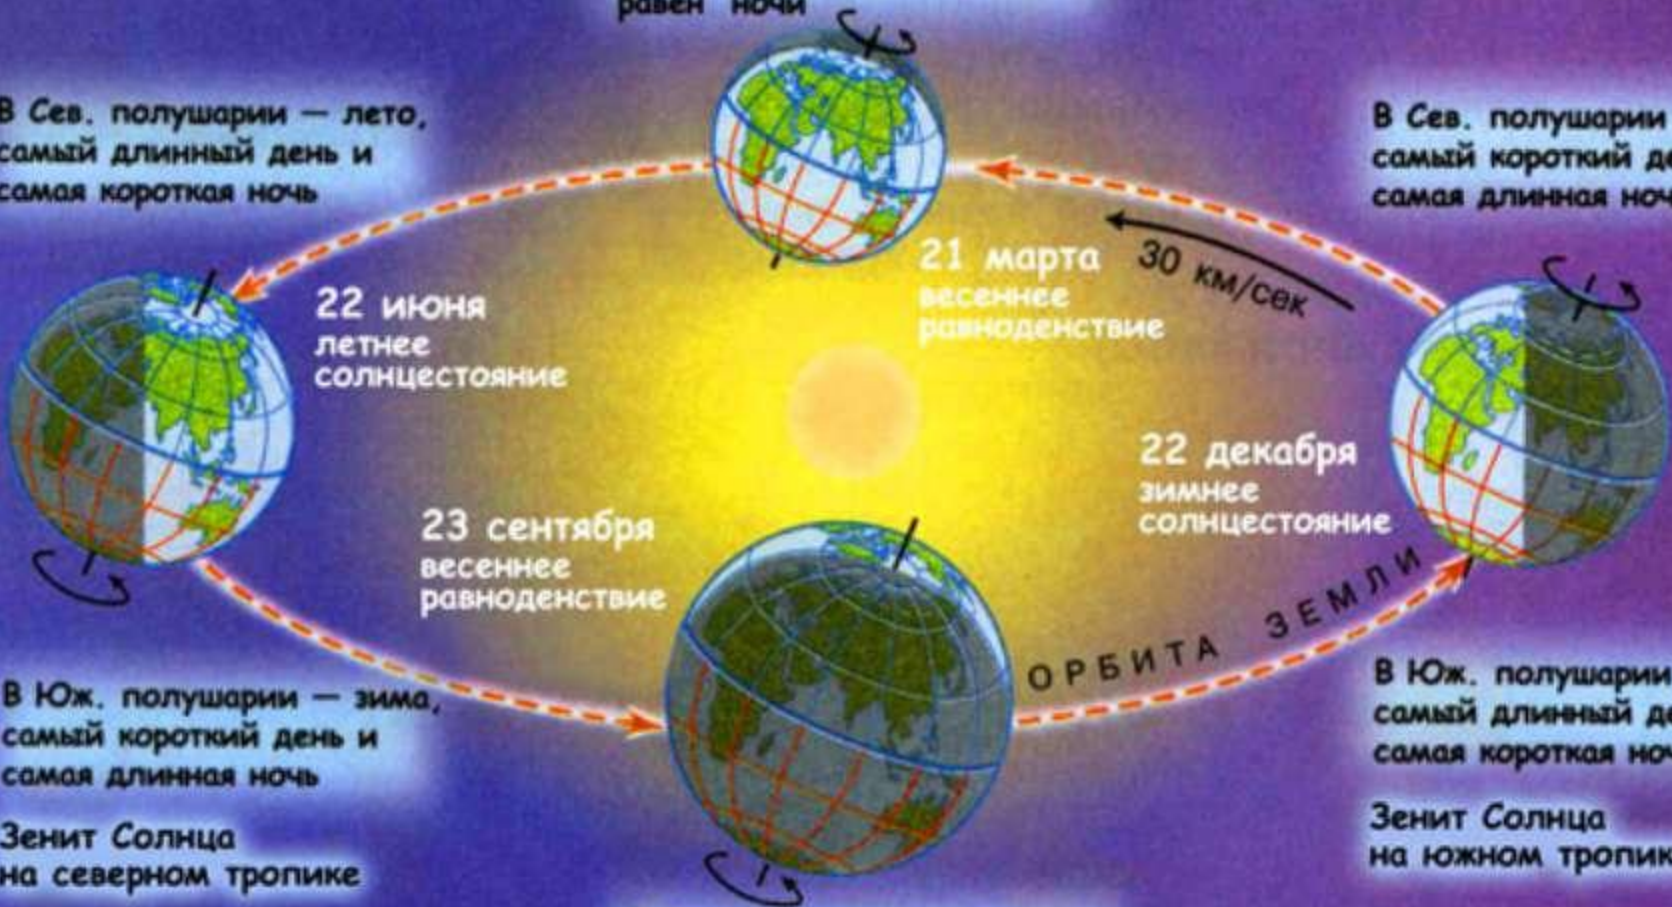 равен ночи
В Сев. полушарии — лето,
самый длинный день и
самая короткая ночь
В Сев. полушарии
самый короткий
самая длинная
21 марта
весеннее
равноденствие
30 км/сек
22 июня
летнее
солнцестояние
22 декабря
зимнее
солнцестояние
23 сентября
весеннее
равноденствие
ОРБИТА ЗЕМЛИ
В Юж. полушарии — зима,
самый короткий день и
самая длинная ночь
Зенит Солнца
на северном тропике
В Юж. полушарии
самый длинный
самая короткая
Зенит Солнца
на южном